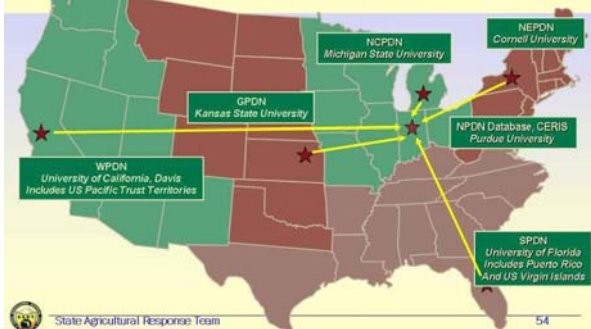 NCPDN
Michigan State University
NEPDN
Cornell University
GPDN
Kansas State University
NPDN Database, CERIS
Purdue University
WPDN
University of California, Davis
Includes US Pacific Trust Territories
SPDN
University of Florida
Includes Puerto Rico
And US Virgin Islands
State Agricultural Response Team
54